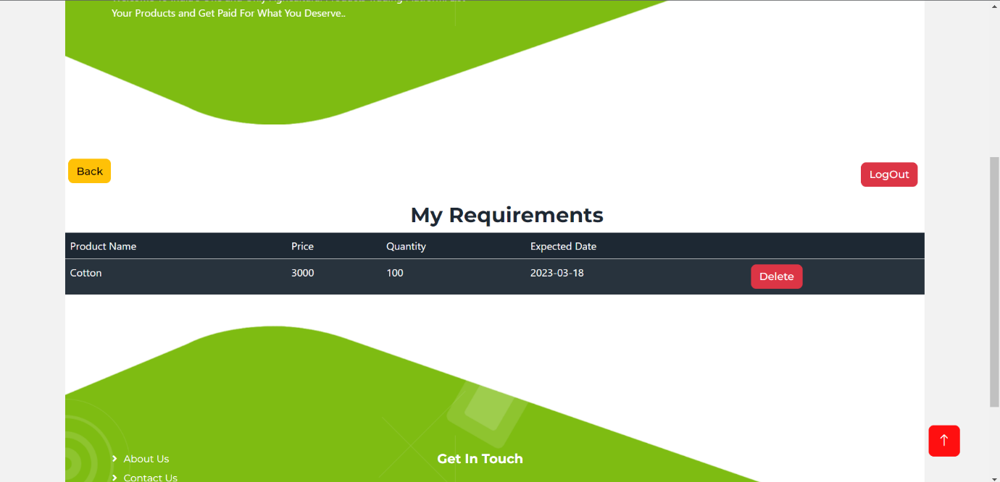 Your Products and Get Paid For What You Deserve..
Back
LogOut
My Requirements
Product Name Price Quantity Expected Date
Cotton 3000 100 2023-03-18 Delete
About Us
Get In Touch
Contact Us